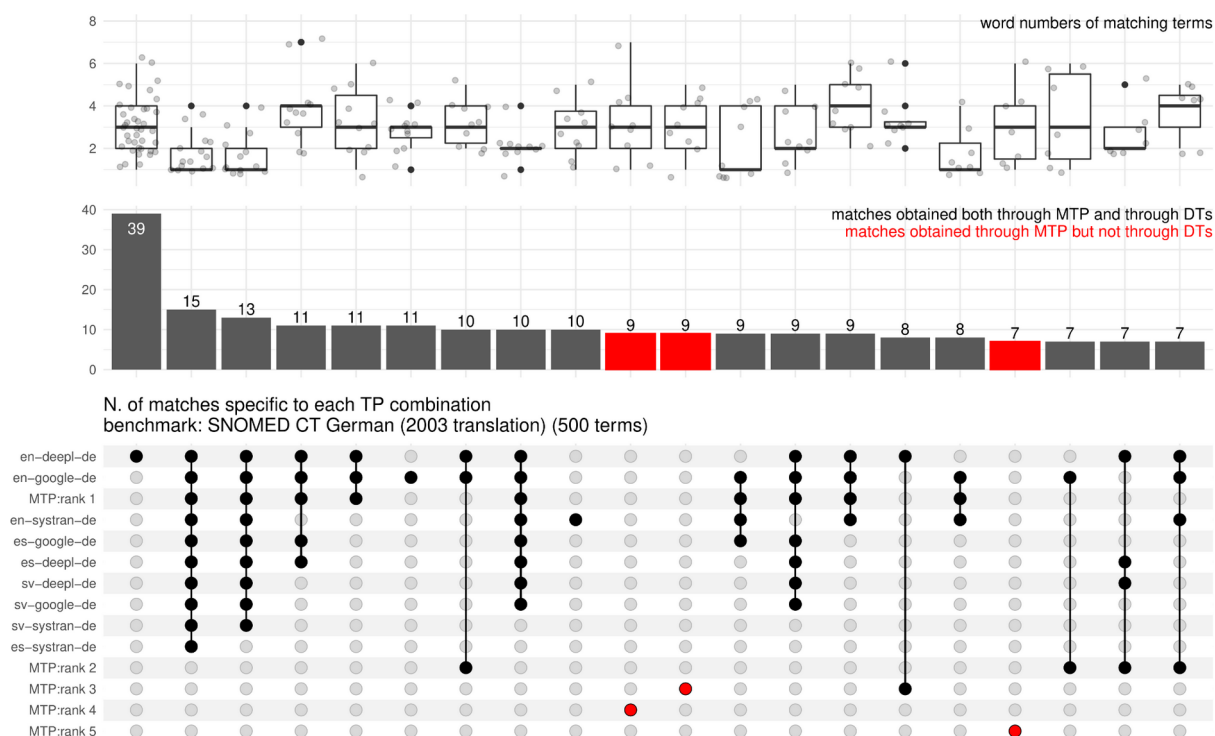 word numbers of matching terms
8
6
4
2
matches obtained both through MTP and through DTs
matches obtained through MTP but not through DTs
40
30
20
10
0
39
15
13
11
11
11
10
10
10
9
9
9
9
9
8
8
7
7
7
7
N. of matches specific to each TP combination
benchmark: SNOMED CT German (2003 translation) (500 terms)
en−deepl−de
en−google−de
MTP:rank 1
en−systran−de
es−google−de
es−deepl−de
sv−deepl−de
sv−google−de
sv−systran−de
es−systran−de
MTP:rank 2
MTP:rank 3
MTP:rank 4
MTP:rank 5